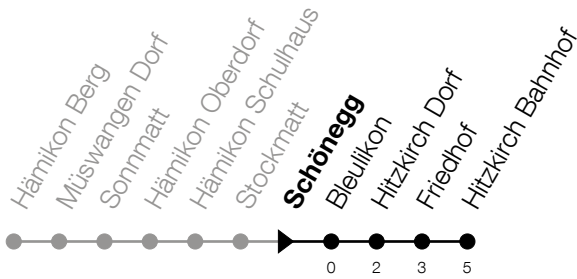 Hämikon Berg
Müswangen Dorf
Sonnmatt
Hämikon Oberdorf
Hämikon Schulhaus
Stockmatt
Schönegg
Bleulikon
Hitzkirch Dorf
Friedhof
Hitzkirch Bahnhof
0 2 3 5